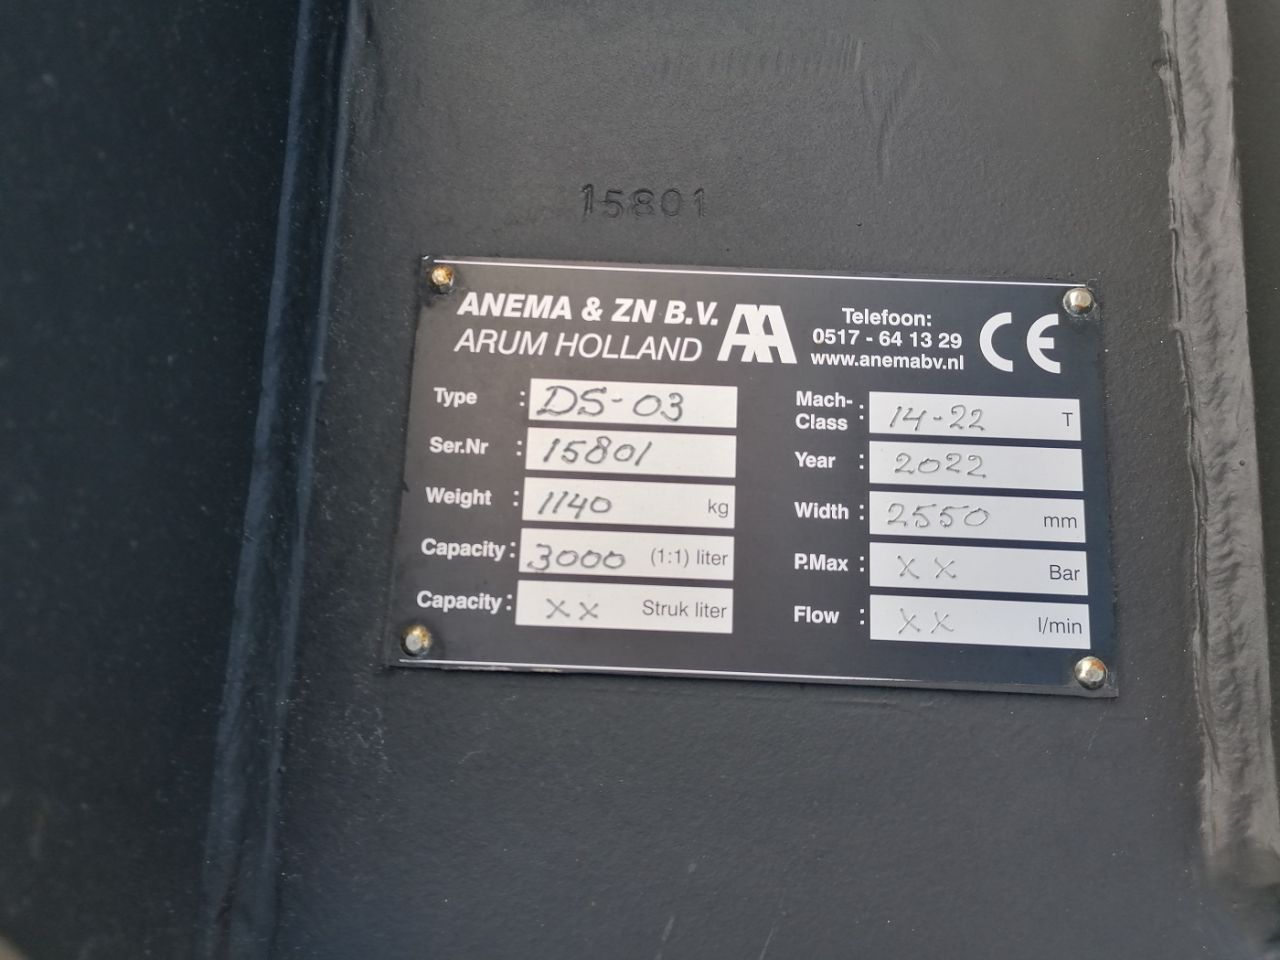 15801
ANEMA & ZN B.V.
ARUM HOLLAND
AA
Telefoon:
0517 - 64 13 29
www.anemabv.nl
CE
Type : DS-03
Ser.Nr : 15801
Weight : 1140 kg
Capacity : 3000 (1:1) liter
Capacity : XX Struk liter
Mach-
Class : 14-22 T
Year : 2022
Width : 2550 mm
P.Max : XX Bar
Flow : XX l/min